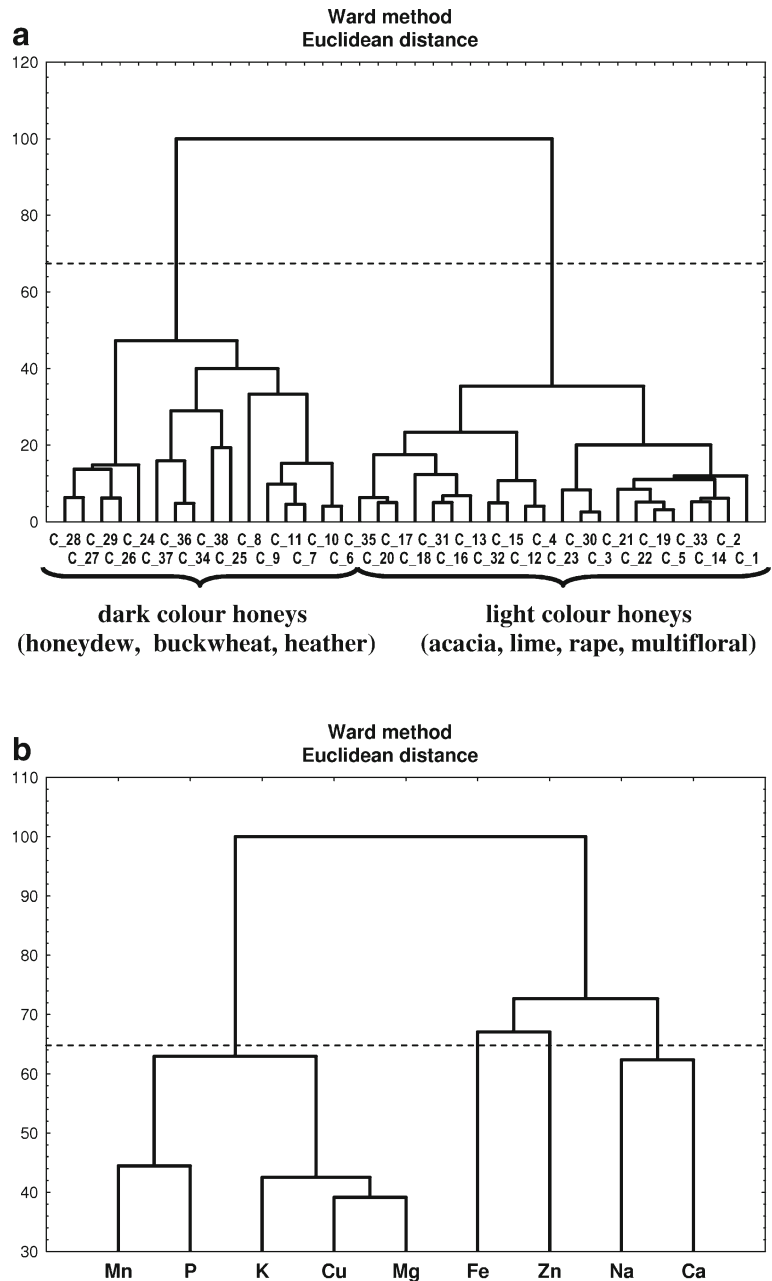 a
Ward method
Euclidean distance
120
100
80
60
40
20
0
C_28 C_29 C_24 C_36 C_38 C_8 C_11 C_10 C_35 C_17 C_31 C_13 C_15 C_4 C_30 C_21 C_19 C_33 C_2
C_27 C_26 C_37 C_34 C_25 C_9 C_7 C_6 C_20 C_18 C_16 C_32 C_12 C_23 C_3 C_22 C_5 C_14 C_1
dark colour honeys
(honeydew, buckwheat, heather)
light colour honeys
(acacia, lime, rape, multifloral)
b
Ward method
Euclidean distance
110
100
90
80
70
60
50
40
30
Mn P K Cu Mg Fe Zn Na Ca